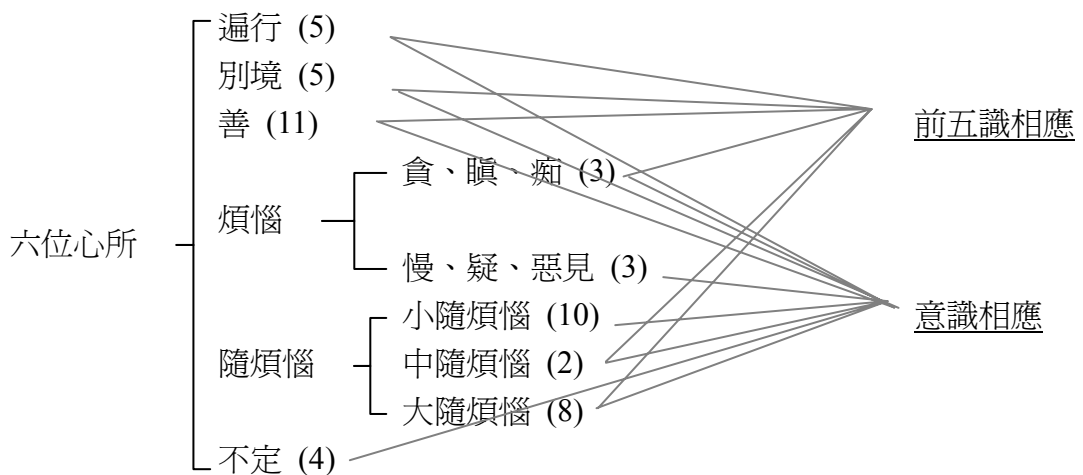 遍行 (5)
別境 (5)
善 (11)
前五識相應
貪、瞋、痴 (3)
煩惱
六位心所
慢、疑、惡見 (3)
小隨煩惱 (10)
意識相應
隨煩惱
中隨煩惱 (2)
大隨煩惱 (8)
不定 (4)